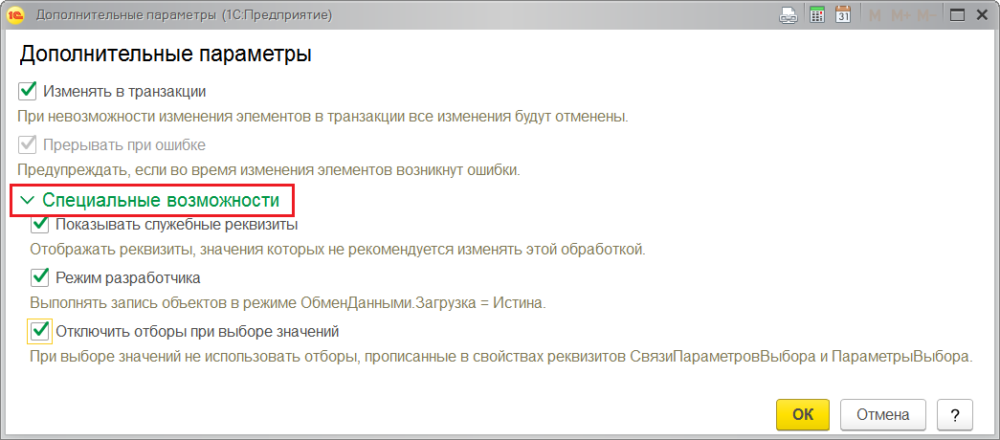 1С Дополнительные параметры (1С:Предприятие) 31 M M+ M-
Дополнительные параметры
Изменять в транзакции
При невозможности изменения элементов в транзакции все изменения будут отменены.
Прерывать при ошибке
Предупреждать, если во время изменения элементов возникнут ошибки.
Специальные возможности
Показывать служебные реквизиты
Отображать реквизиты, значения которых не рекомендуется изменять этой обработкой.
Режим разработчика
Выполнять запись объектов в режиме ОбменДанными.Загрузка = Истина.
Отключить отборы при выборе значений
При выборе значений не использовать отборы, прописанные в свойствах реквизитов СвязиПараметровВыбора и ПараметрыВыбора.
ОК Отмена ?